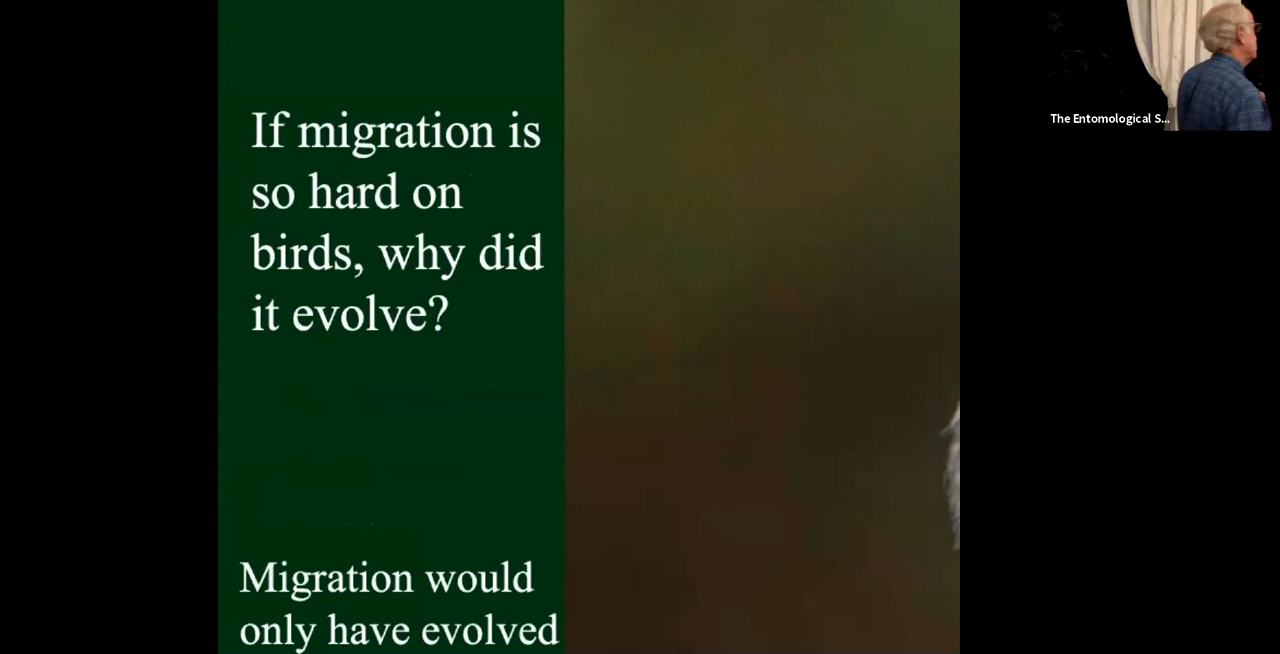 If migration is
so hard on
birds, why did
it evolve?
Migration would
only have evolved
The Entomological S...